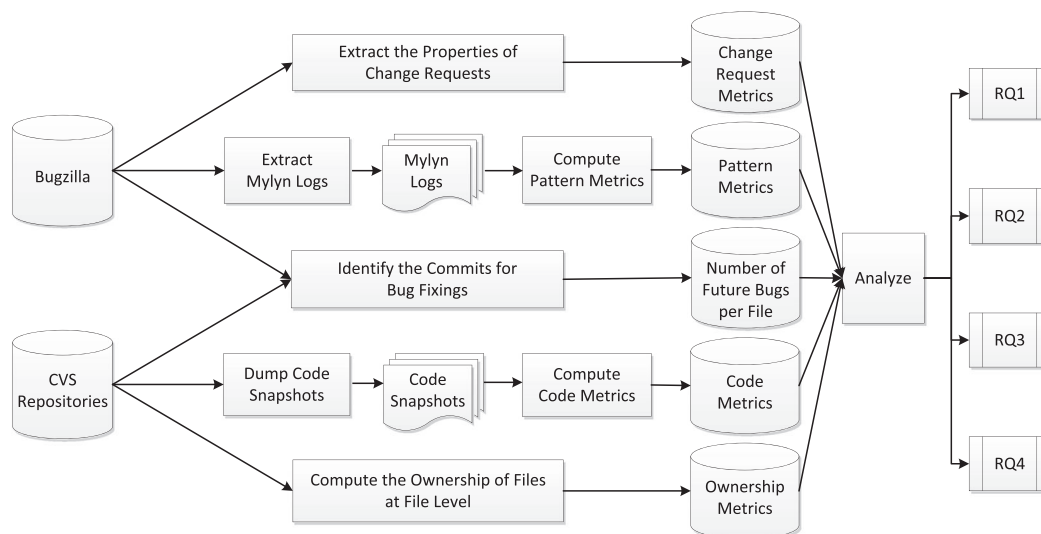 Extract the Properties of
Change Requests
Change
Request
Metrics
RQ1
Bugzilla
Extract
Mylyn Logs
Mylyn
Logs
Compute
Pattern Metrics
Pattern
Metrics
RQ2
Identify the Commits for
Bug Fixings
Number of
Future Bugs
per File
Analyze
RQ3
CVS
Repositories
Dump Code
Snapshots
Code
Snapshots
Compute
Code Metrics
Code
Metrics
RQ4
Compute the Ownership of Files
at File Level
Ownership
Metrics